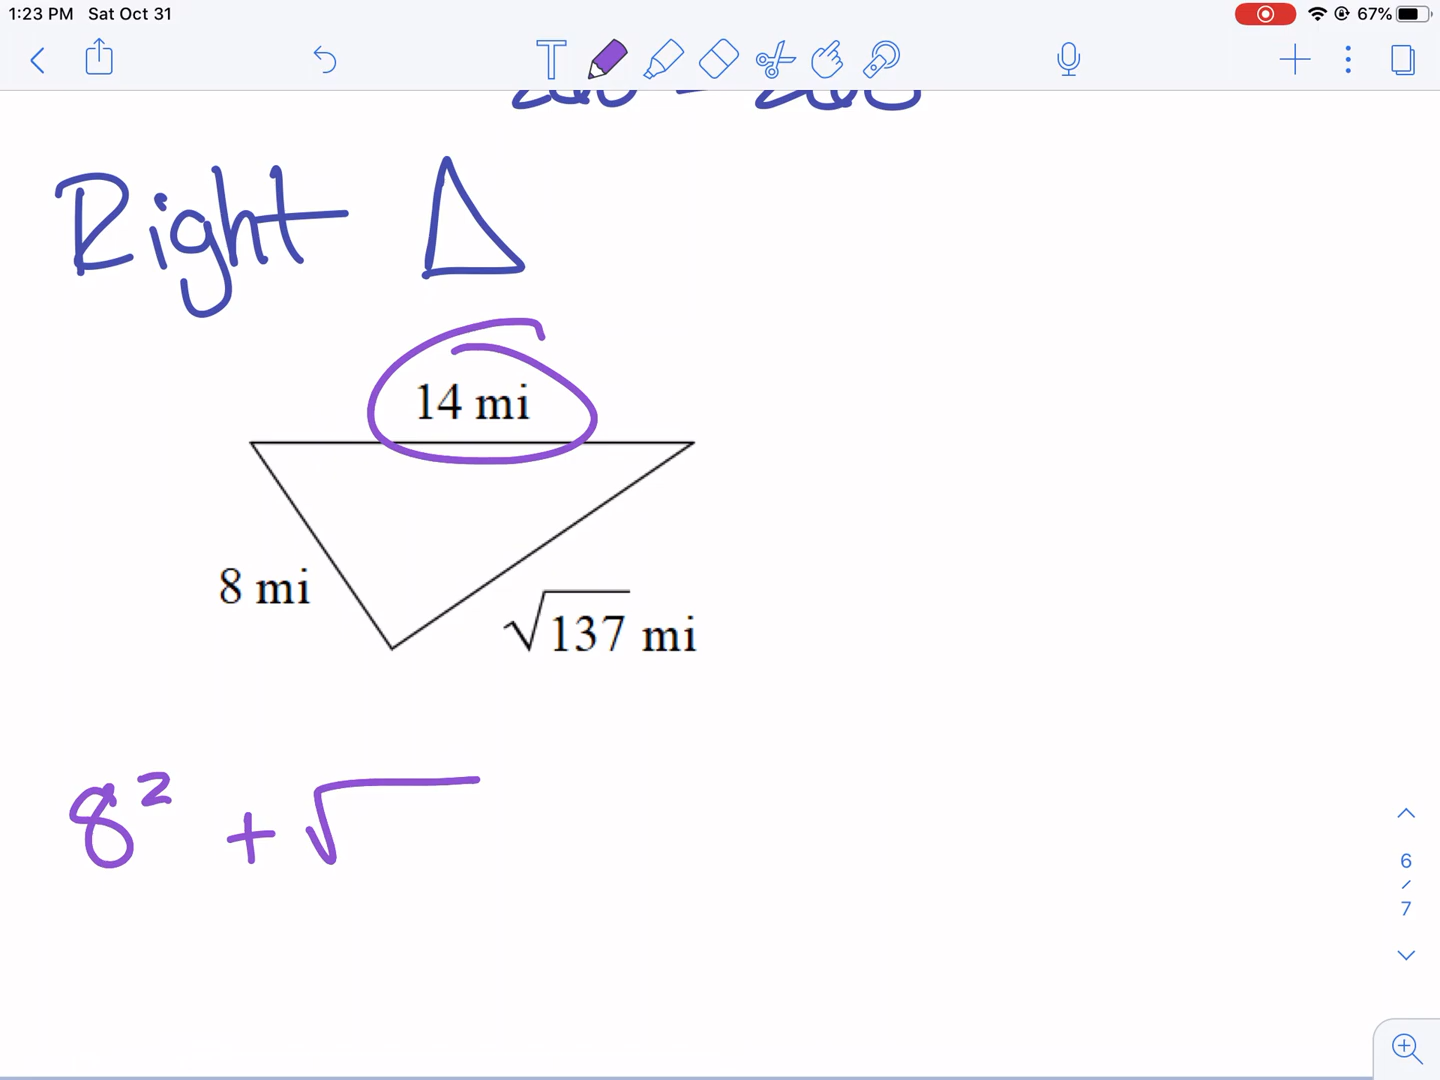 1:23 PM Sat Oct 31 67%
T
Right Δ
14 mi
8 mi
√137 mi
8² + √
6
/
7